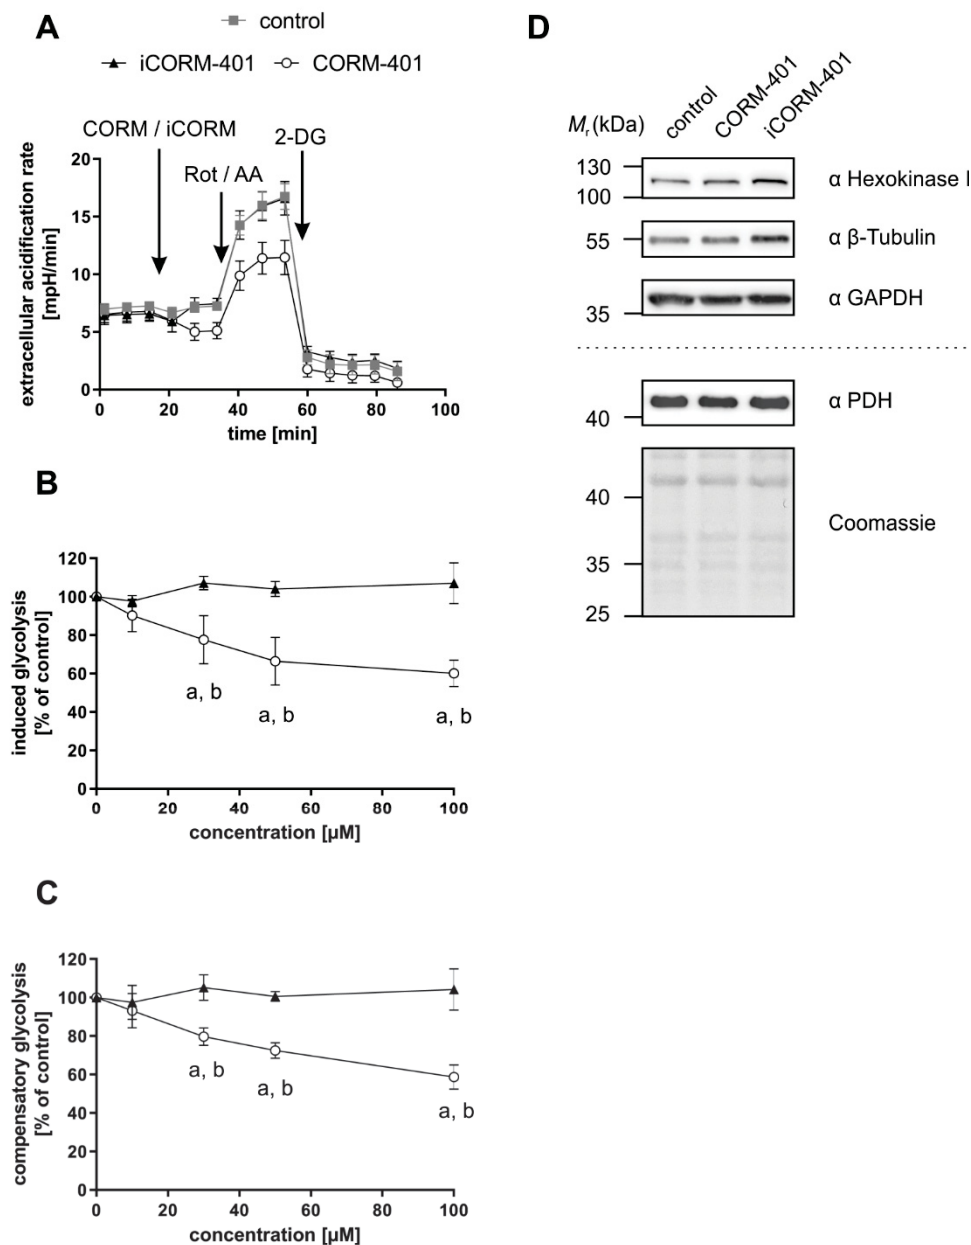 A
control
iCORM-401 CORM-401
CORM / iCORM
Rot / AA
2-DG
extracellular acidification rate
[mpH/min]
20
15
10
5
0
0 20 40 60 80 100
time [min]
B
induced glycolysis
[% of control]
120
100
80
60
40
20
0
a, b
a, b
a, b
0 20 40 60 80 100
concentration [µM]
C
compensatory glycolysis
[% of control]
120
100
80
60
40
20
0
a, b
a, b
a, b
0 20 40 60 80 100
concentration [µM]
D
Mr (kDa)
control
CORM-401
iCORM-401
130
100
α Hexokinase I
55
α β-Tubulin
35
α GAPDH
40
α PDH
40
35
25
Coomassie